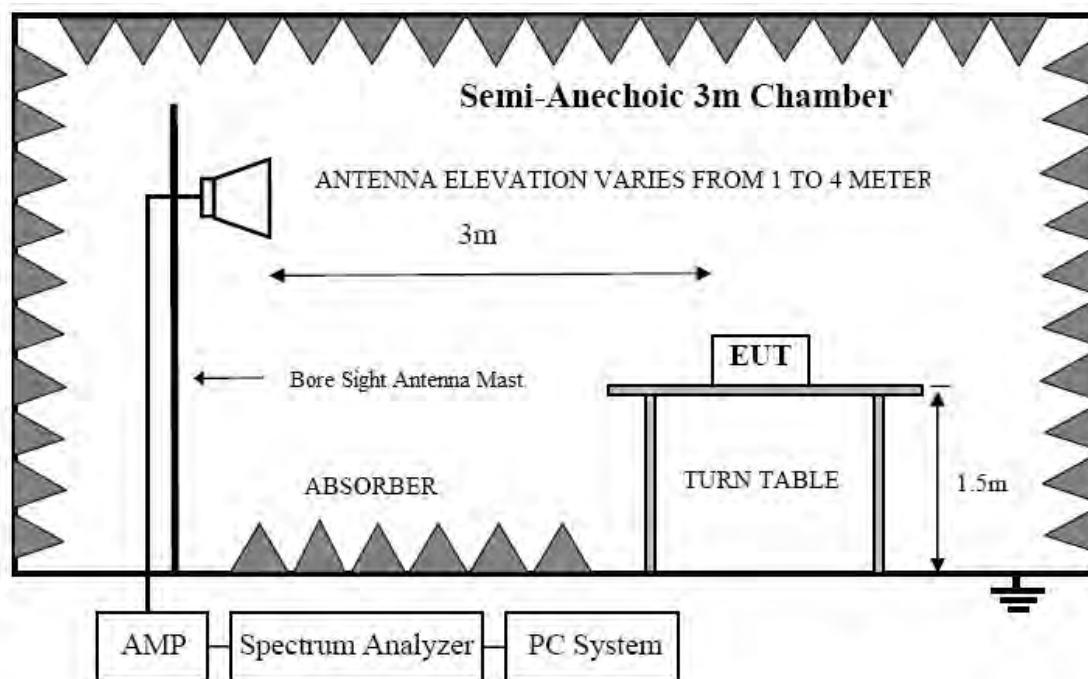 Semi-Anechoic 3m Chamber
ANTENNA ELEVATION VARIES FROM 1 TO 4 METER
3m
EUT
Bore Sight Antenna Mast
ABSORBER
TURN TABLE
1.5m
AMP
Spectrum Analyzer
PC System